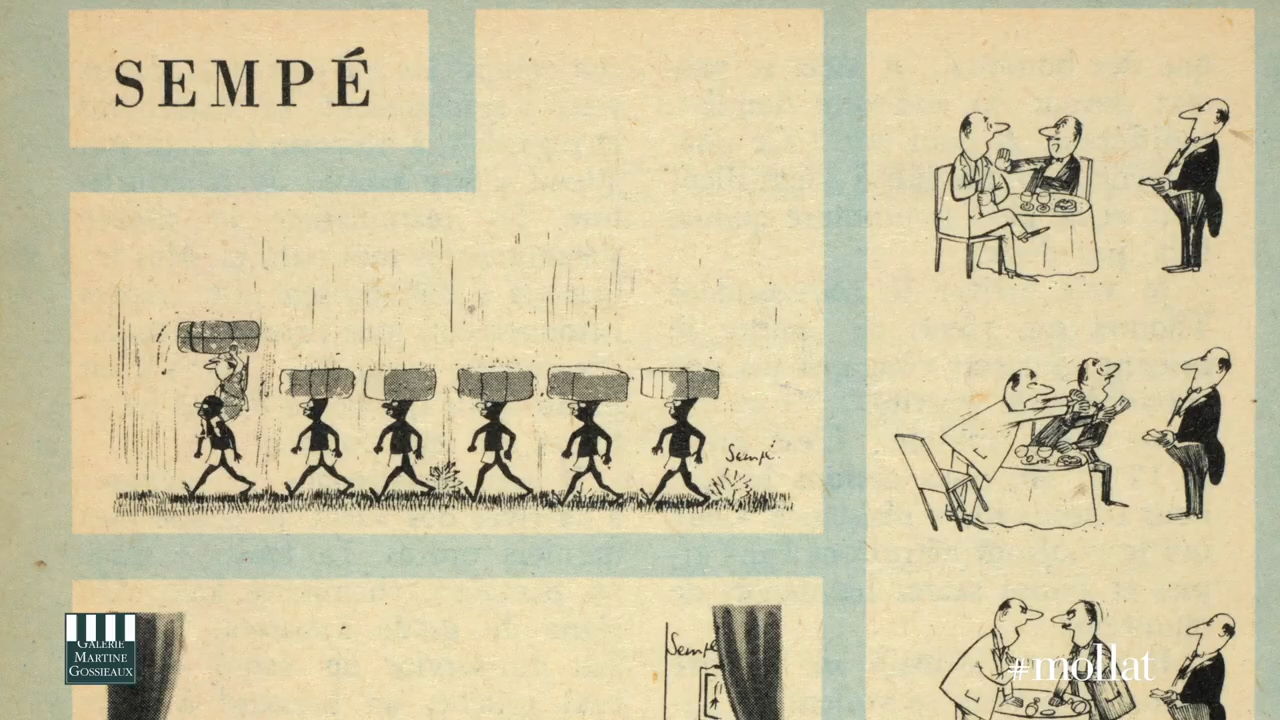 SEMPÉ
Sempé.
Sempé
GALERIE
MARTINE
GOSSIEAUX
#mollat